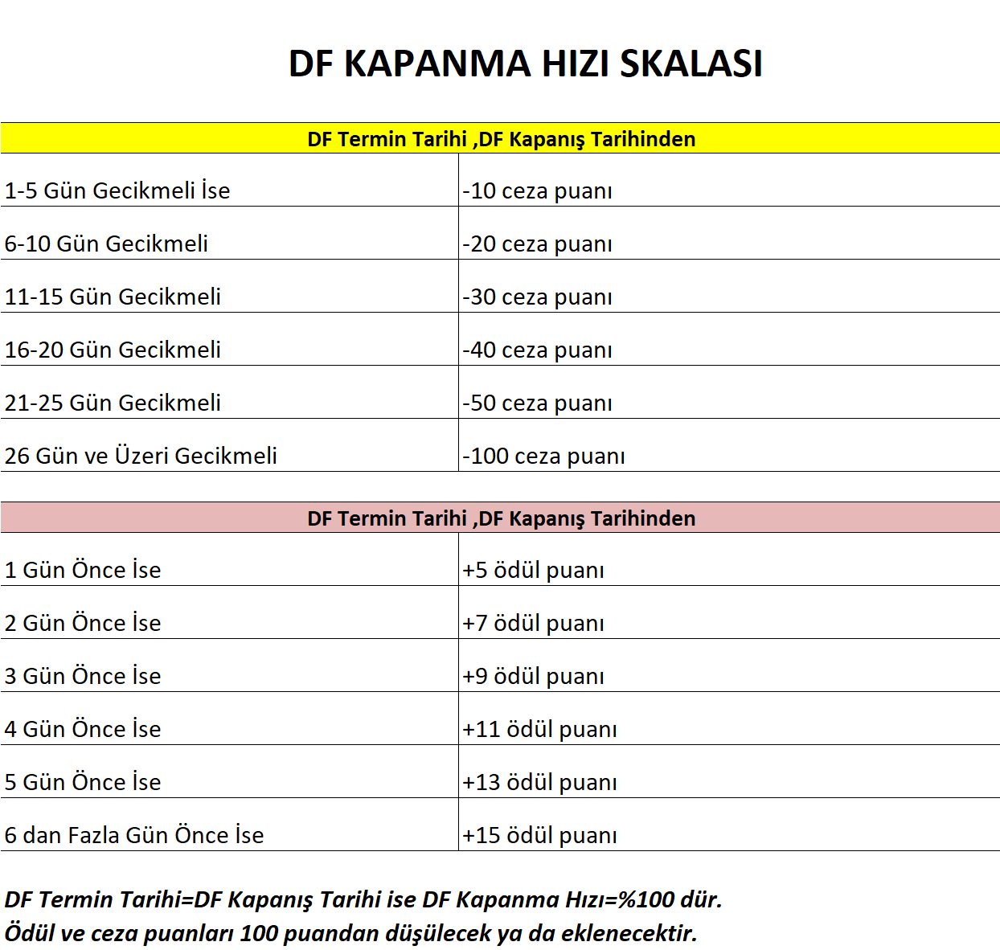 DF KAPANMA HIZI SKALASI
DF Termin Tarihi ,DF Kapanış Tarihinden
1-5 Gün Gecikmeli İse -10 ceza puanı
6-10 Gün Gecikmeli -20 ceza puanı
11-15 Gün Gecikmeli -30 ceza puanı
16-20 Gün Gecikmeli -40 ceza puanı
21-25 Gün Gecikmeli -50 ceza puanı
26 Gün ve Üzeri Gecikmeli -100 ceza puanı
DF Termin Tarihi ,DF Kapanış Tarihinden
1 Gün Önce İse +5 ödül puanı
2 Gün Önce İse +7 ödül puanı
3 Gün Önce İse +9 ödül puanı
4 Gün Önce İse +11 ödül puanı
5 Gün Önce İse +13 ödül puanı
6 dan Fazla Gün Önce İse +15 ödül puanı
DF Termin Tarihi=DF Kapanış Tarihi ise DF Kapanma Hızı=%100 dür.
Ödül ve ceza puanları 100 puandan düşülecek ya da eklenecektir.